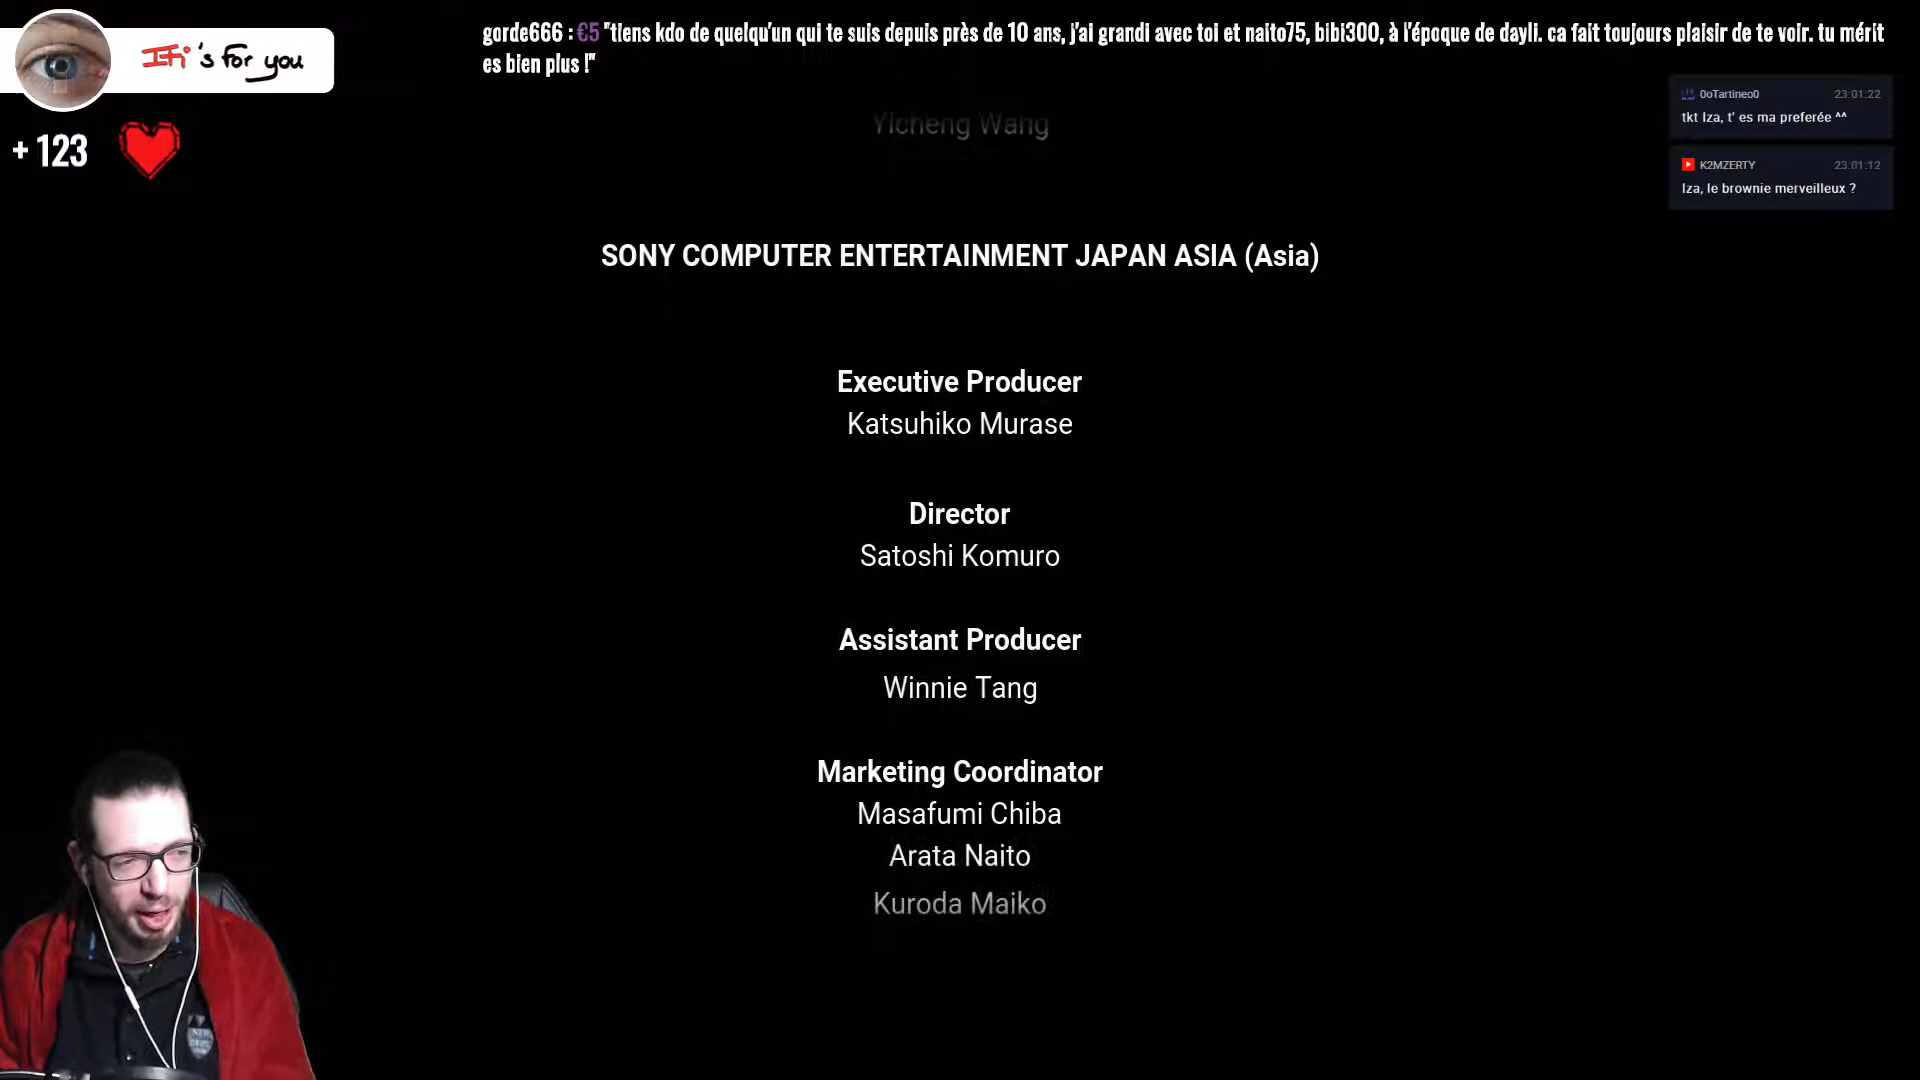 Ifi's for you
+ 123
gorde666 : €5 "tiens kdo de quelqu'un qui te suis depuis près de 10 ans, j'ai grandi avec toi et naito75, bibi300, à l'époque de dayli. ca fait toujours plaisir de te voir. tu mérit
es bien plus !"
0oTartineo0 23:01:22
tkt Iza, t' es ma preferée ^^
K2MZERTY 23:01:12
Iza, le brownie merveilleux ?
Yicheng Wang
SONY COMPUTER ENTERTAINMENT JAPAN ASIA (Asia)
Executive Producer
Katsuhiko Murase
Director
Satoshi Komuro
Assistant Producer
Winnie Tang
Marketing Coordinator
Masafumi Chiba
Arata Naito
Kuroda Maiko